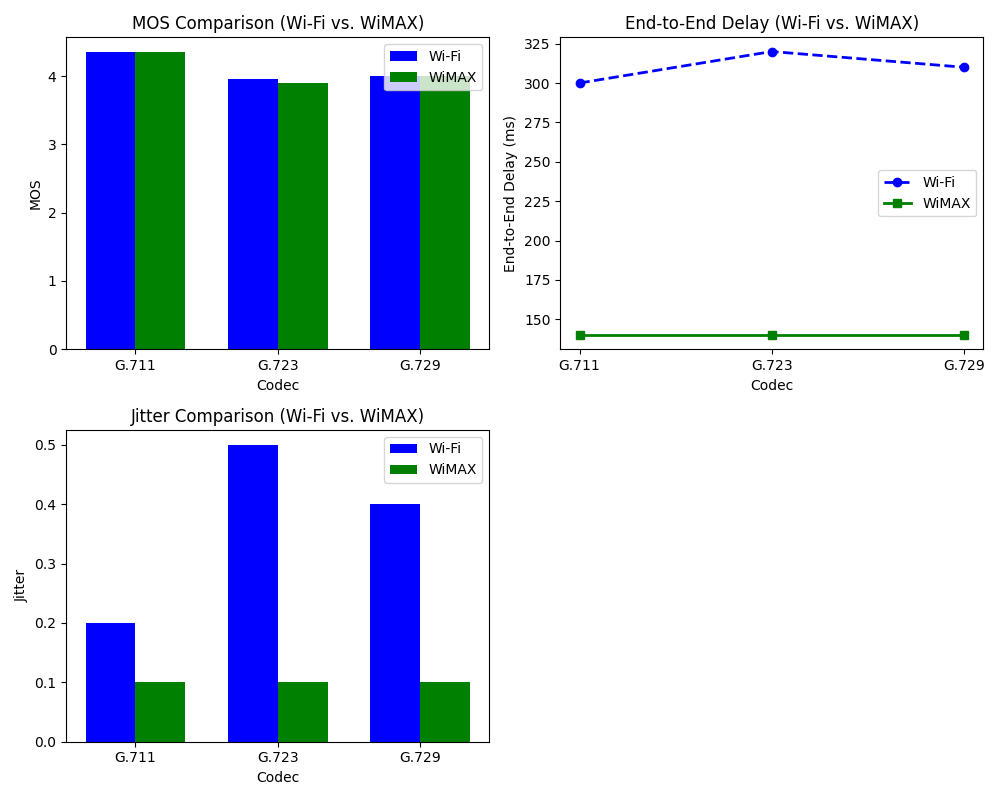 MOS Comparison (Wi-Fi vs. WiMAX)
MOS
4
3
2
1
0
G.711 G.723 G.729
Codec
Wi-Fi
WiMAX
End-to-End Delay (Wi-Fi vs. WiMAX)
End-to-End Delay (ms)
325
300
275
250
225
200
175
150
G.711 G.723 G.729
Codec
Wi-Fi
WiMAX
Jitter Comparison (Wi-Fi vs. WiMAX)
Jitter
0.5
0.4
0.3
0.2
0.1
0.0
G.711 G.723 G.729
Codec
Wi-Fi
WiMAX